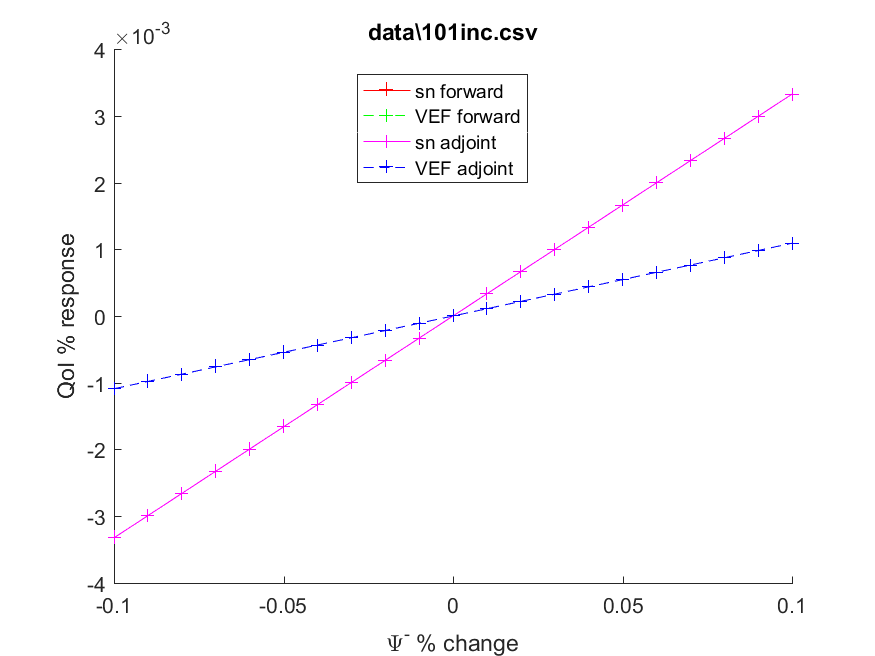 data\101inc.csv
×10⁻³
sn forward
VEF forward
sn adjoint
VEF adjoint
4
3
2
1
0
-1
-2
-3
-4
QoI % response
-0.1 -0.05 0 0.05 0.1
Ψ⁻ % change